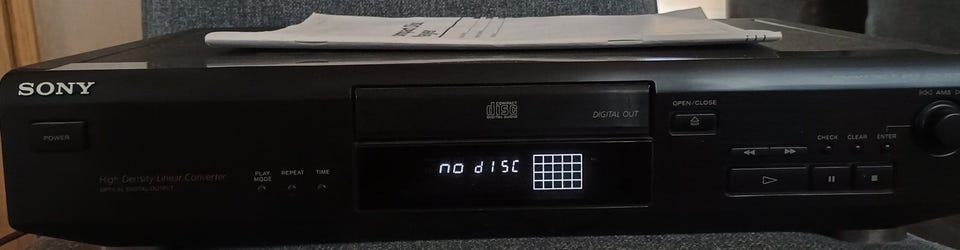 SONY
POWER
High Density Linear Converter
OPTICAL DIGITAL OUTPUT
PLAY MODE
REPEAT
TIME
COMPACT
disc
DIGITAL AUDIO
DIGITAL OUT
no dISC
OPEN/CLOSE
CHECK
CLEAR
ENTER
AMS